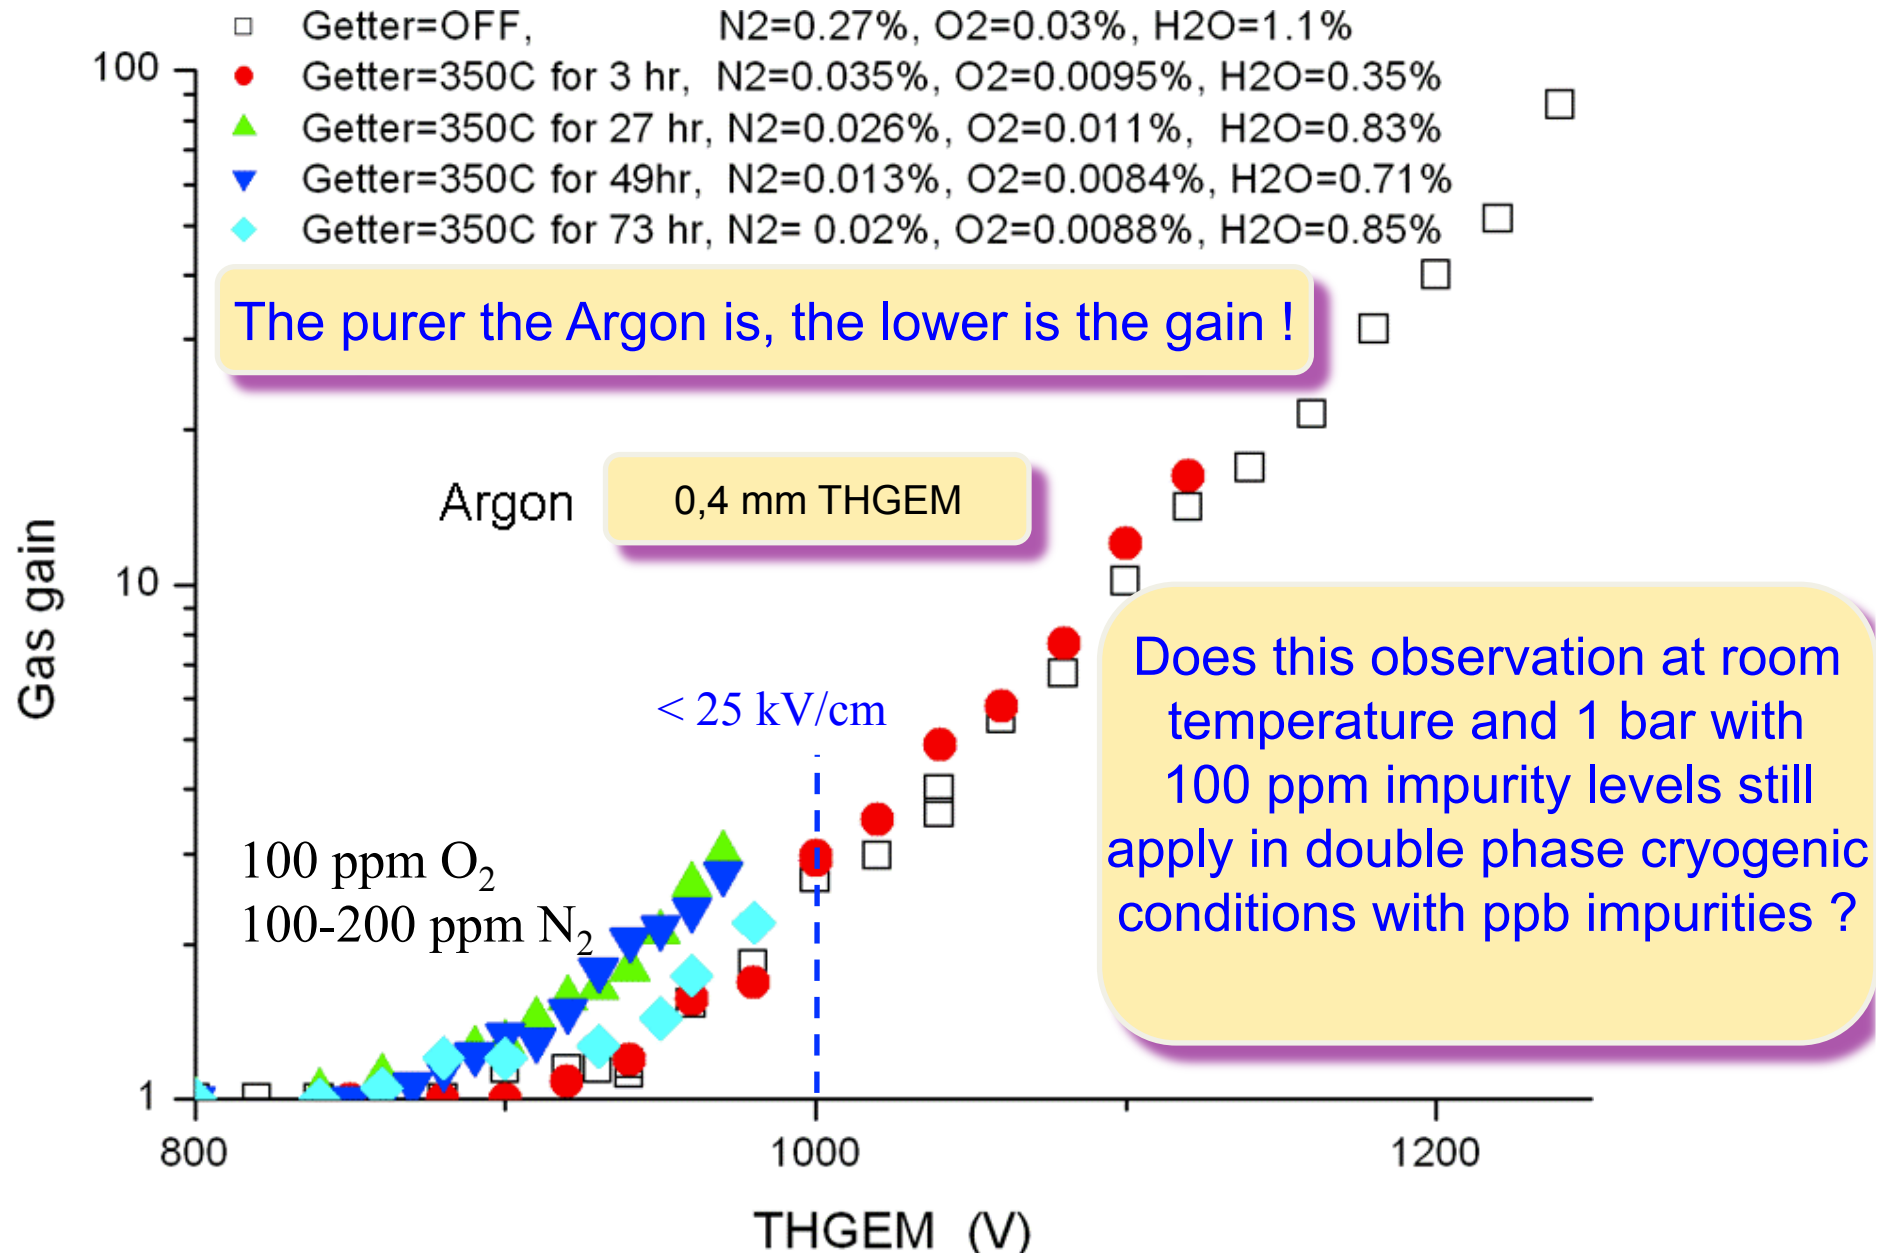 Getter=OFF, N2=0.27%, O2=0.03%, H2O=1.1%
Getter=350C for 3 hr, N2=0.035%, O2=0.0095%, H2O=0.35%
Getter=350C for 27 hr, N2=0.026%, O2=0.011%, H2O=0.83%
Getter=350C for 49hr, N2=0.013%, O2=0.0084%, H2O=0.71%
Getter=350C for 73 hr, N2= 0.02%, O2=0.0088%, H2O=0.85%
The purer the Argon is, the lower is the gain !
Argon
0,4 mm THGEM
< 25 kV/cm
Does this observation at room
temperature and 1 bar with
100 ppm impurity levels still
apply in double phase cryogenic
conditions with ppb impurities ?
100 ppm O2
100-200 ppm N2
Gas gain
100
10
1
800
1000
1200
THGEM (V)